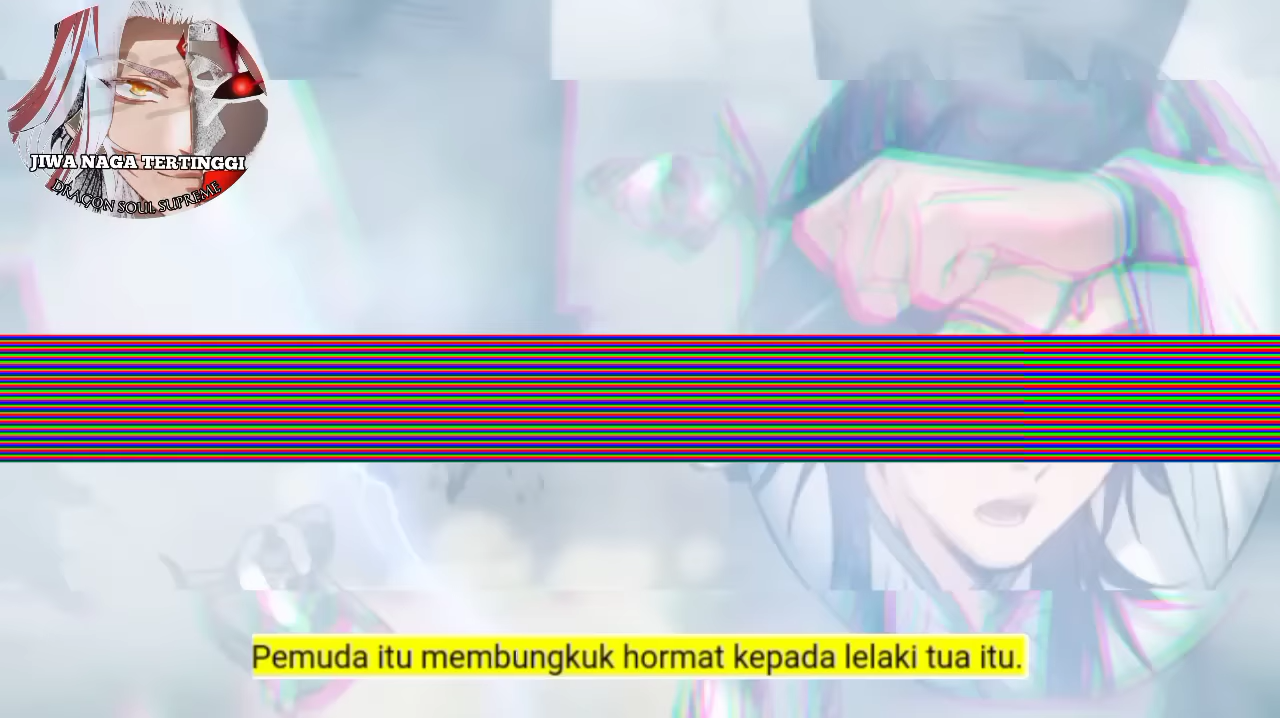 JIWA NAGA TERTINGGI
DRAGON SOUL SUPREME
Pemuda itu membungkuk hormat kepada lelaki tua itu.